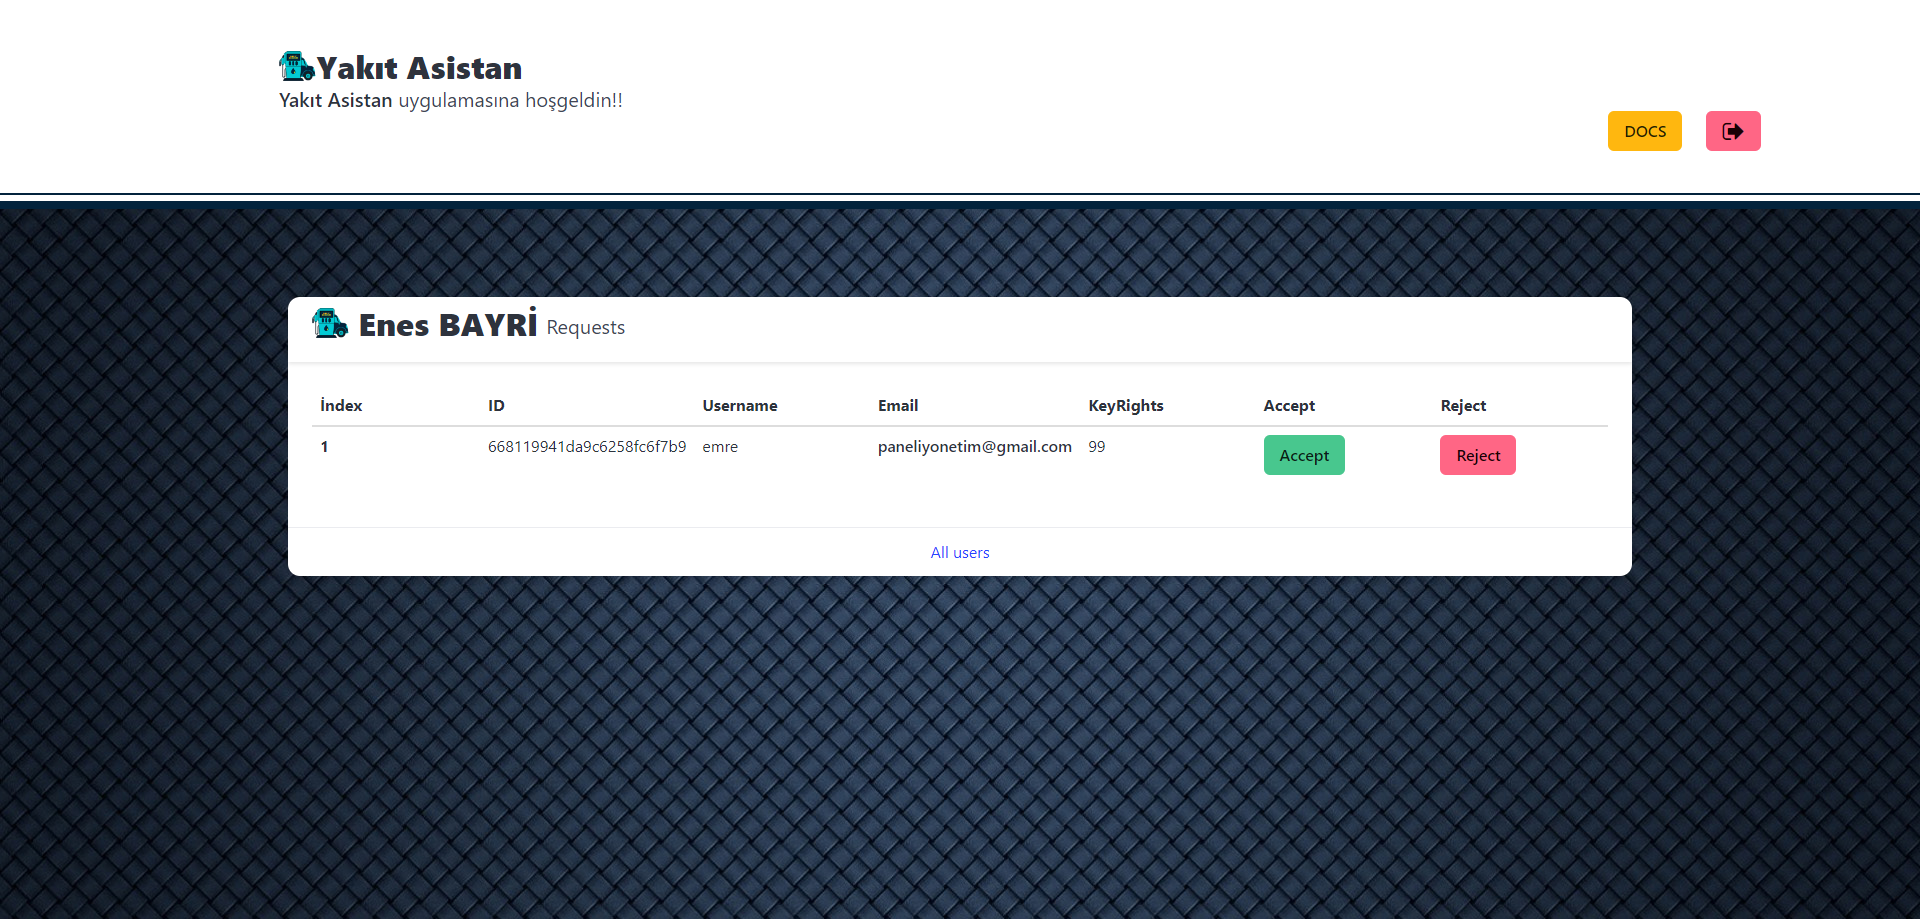 Yakıt Asistan
Yakıt Asistan uygulamasına hoşgeldin!!
DOCS
Enes BAYRİ Requests
İndex ID Username Email KeyRights Accept Reject
1 668119941da9c6258fc6f7b9 emre paneliyonetim@gmail.com 99 Accept Reject
All users